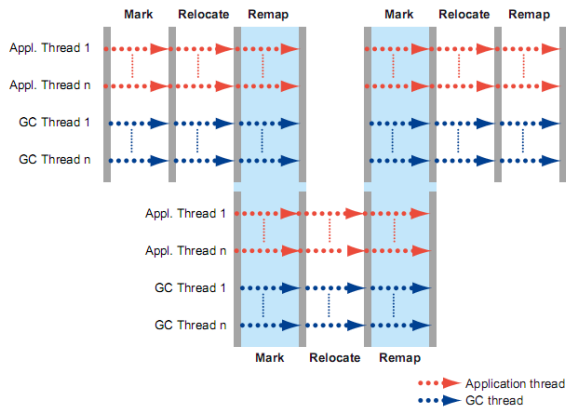 Mark Relocate Remap Mark Relocate Remap
Appl. Thread 1
Appl. Thread n
GC Thread 1
GC Thread n
Appl. Thread 1
Appl. Thread n
GC Thread 1
GC Thread n
Mark Relocate Remap
Application thread
GC thread